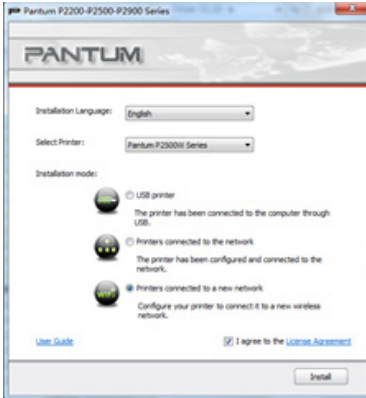 Pantum P2200-P2500-P2900 Series
PANTUM
Installation Language:
English
Select Printer:
Pantum P2500W Series
Installation mode:
USB printer
The printer has been connected to the computer through
USB.
Printers connected to the network
The printer has been configured and connected to the
network.
WiFi
Printers connected to a new network
Configure your printer to connect it to a new wireless
network.
User Guide
I agree to the License Agreement
Install